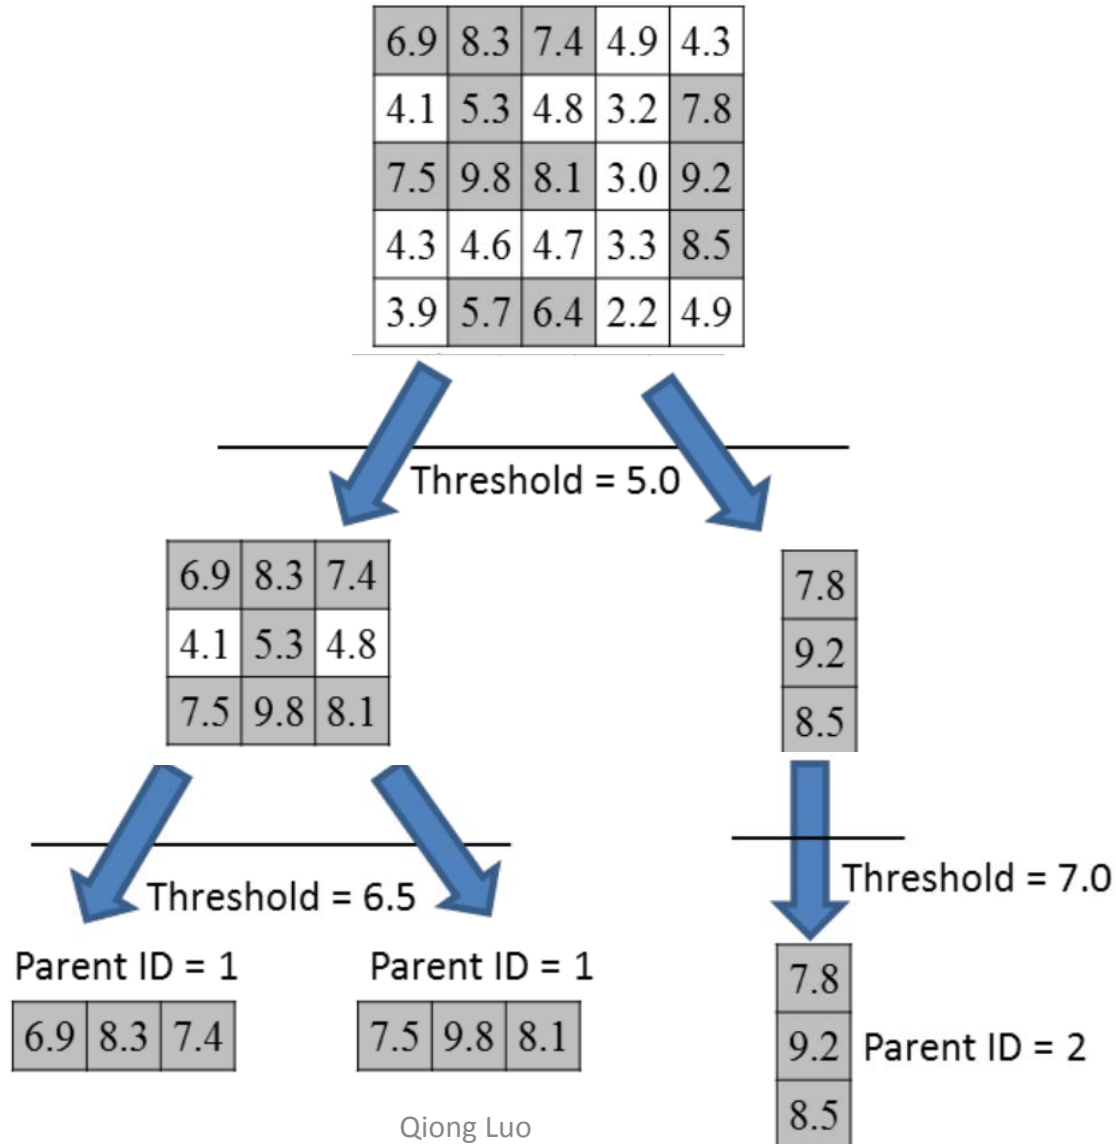 6.9 8.3 7.4 4.9 4.3
4.1 5.3 4.8 3.2 7.8
7.5 9.8 8.1 3.0 9.2
4.3 4.6 4.7 3.3 8.5
3.9 5.7 6.4 2.2 4.9
Threshold = 5.0
6.9 8.3 7.4
4.1 5.3 4.8
7.5 9.8 8.1
7.8
9.2
8.5
Threshold = 6.5
Threshold = 7.0
Parent ID = 1
6.9 8.3 7.4
Parent ID = 1
7.5 9.8 8.1
7.8
9.2 Parent ID = 2
8.5
Qiong Luo